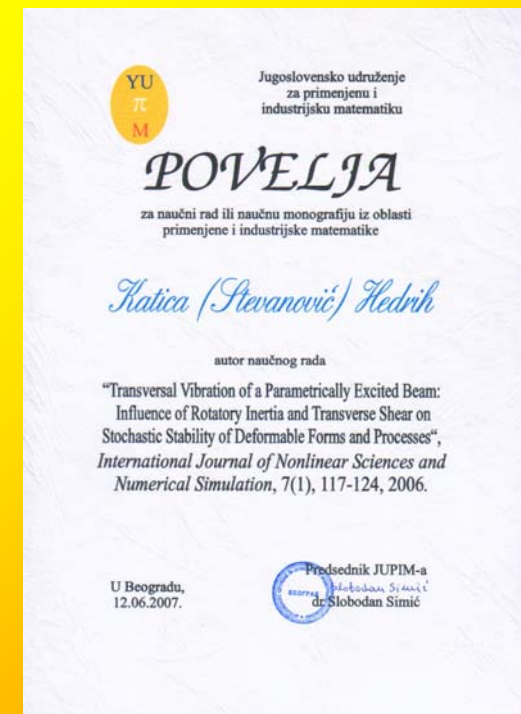 YU
π
M
Jugoslovensko udruženje
za primenjenu i
industrijsku matematiku
POVELJA
za naučni rad ili naučnu monografiju iz oblasti
primenjene i industrijske matematike
Katica (Stevanović) Hedrih
autor naučnog rada
“Transversal Vibration of a Parametrically Excited Beam:
Influence of Rotatory Inertia and Transverse Shear on
Stochastic Stability of Deformable Forms and Processes“,
International Journal of Nonlinear Sciences and
Numerical Simulation, 7(1), 117-124, 2006.
U Beogradu,
12.06.2007.
Predsednik JUPIM-a
Slobodan Simić
dr Slobodan Simić
BEOGRAD